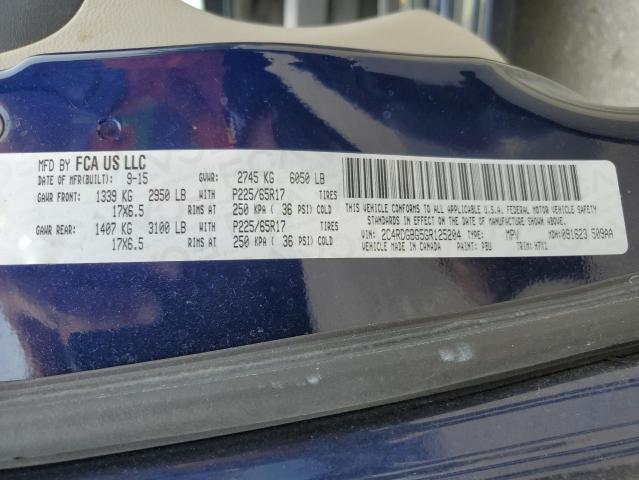 MFD BY FCA US LLC
DATE OF MFR(BUILT): 9-15 GVWR: 2745 KG 6050 LB
GAWR FRONT: 1339 KG 2950 LB WITH P225/65R17 TIRES
17X6.5 RIMS AT 250 KPA ( 36 PSI) COLD
GAWR REAR: 1407 KG 3100 LB WITH P225/65R17 TIRES
17X6.5 RIMS AT 250 KPA ( 36 PSI) COLD
THIS VEHICLE CONFORMS TO ALL APPLICABLE U.S.A. FEDERAL MOTOR VEHICLE SAFETY
STANDARDS IN EFFECT ON THE DATE OF MANUFACTURE SHOWN ABOVE.
VIN: 2C4RDGBG5GR125204 TYPE: MPV MDH:091623 509AA
VEHICLE MADE IN CANADA PAINT: PBU TRIM: